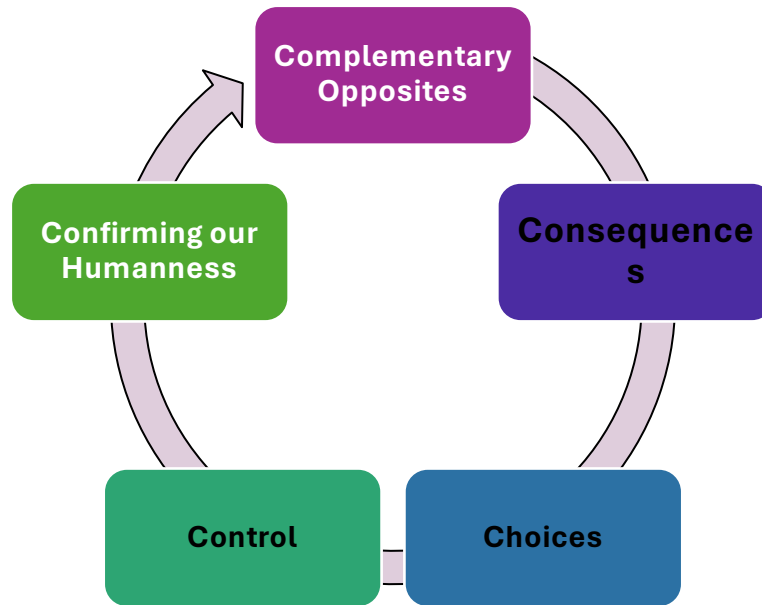 Complementary
Opposites
Consequence
s
Choices
Control
Confirming our
Humanness